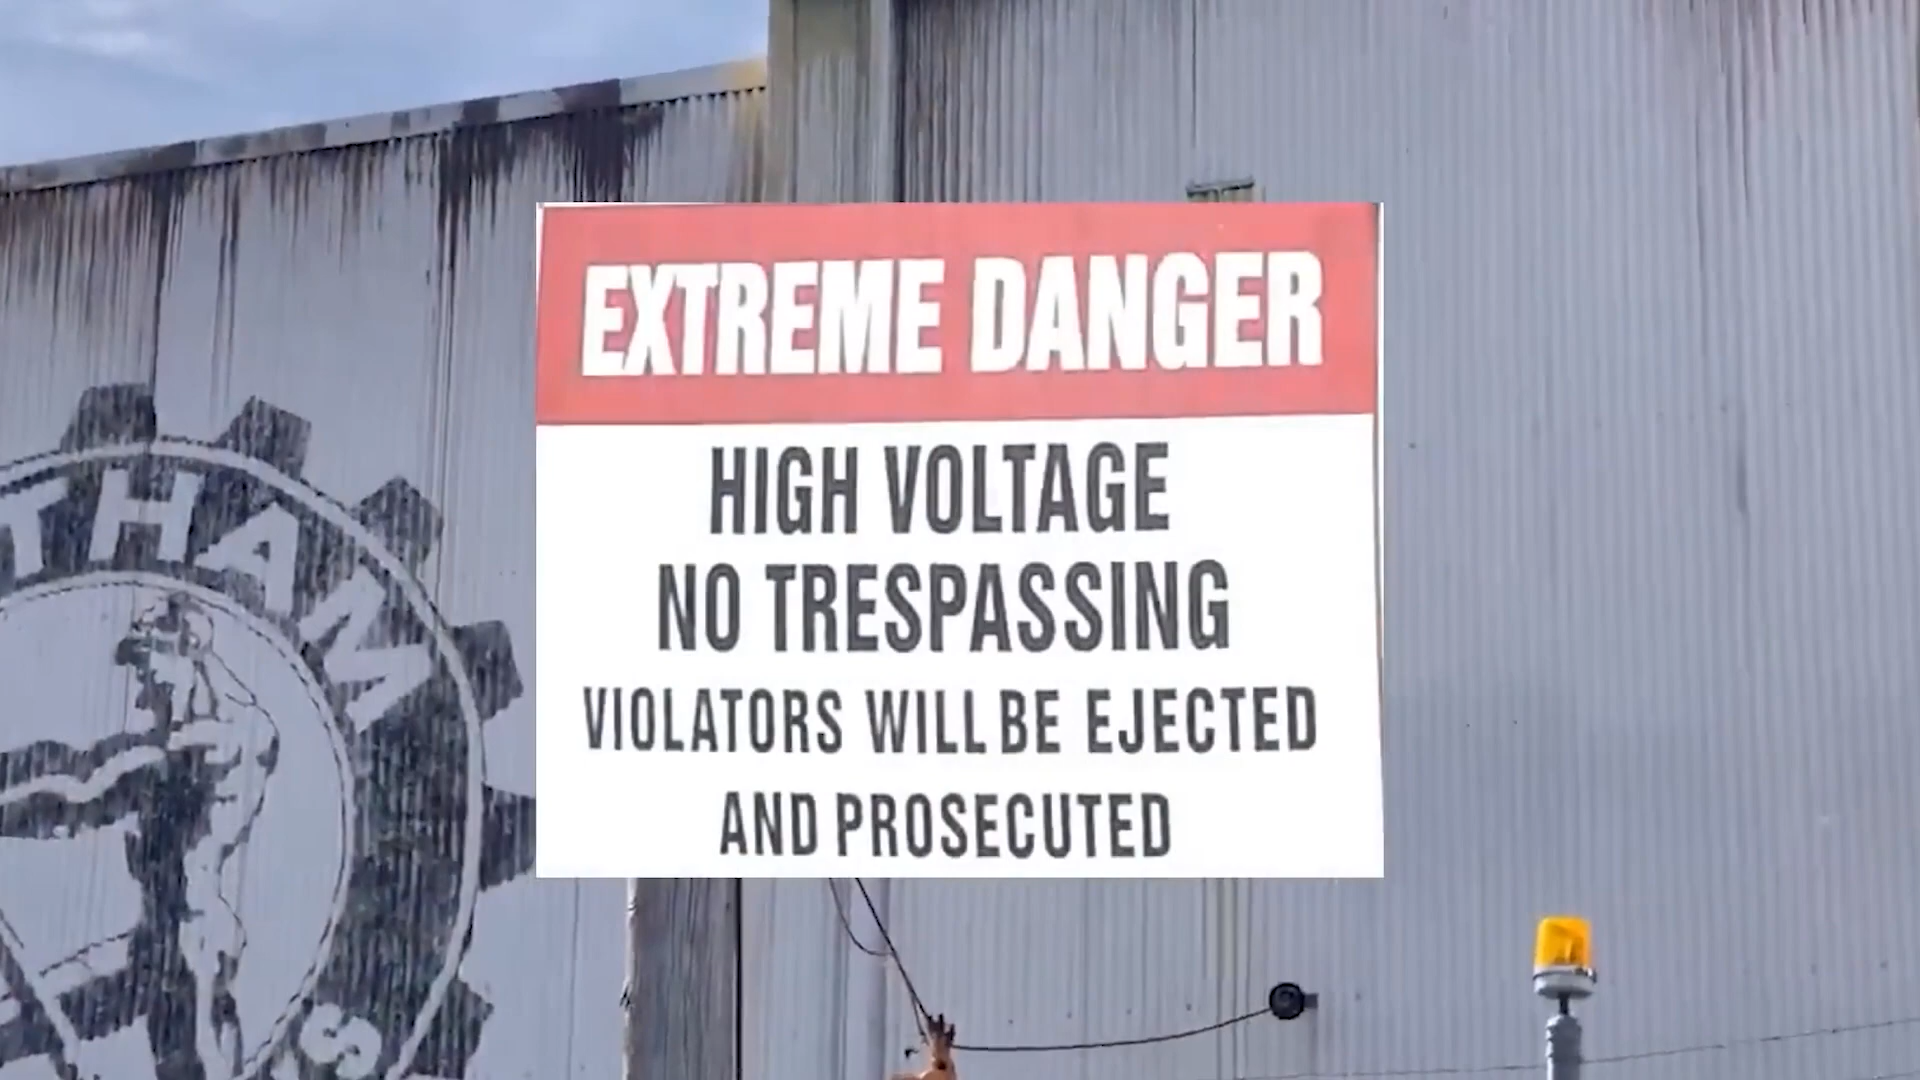 EXTREME DANGER
HIGH VOLTAGE
NO TRESPASSING
VIOLATORS WILL BE EJECTED
AND PROSECUTED
THAM
S